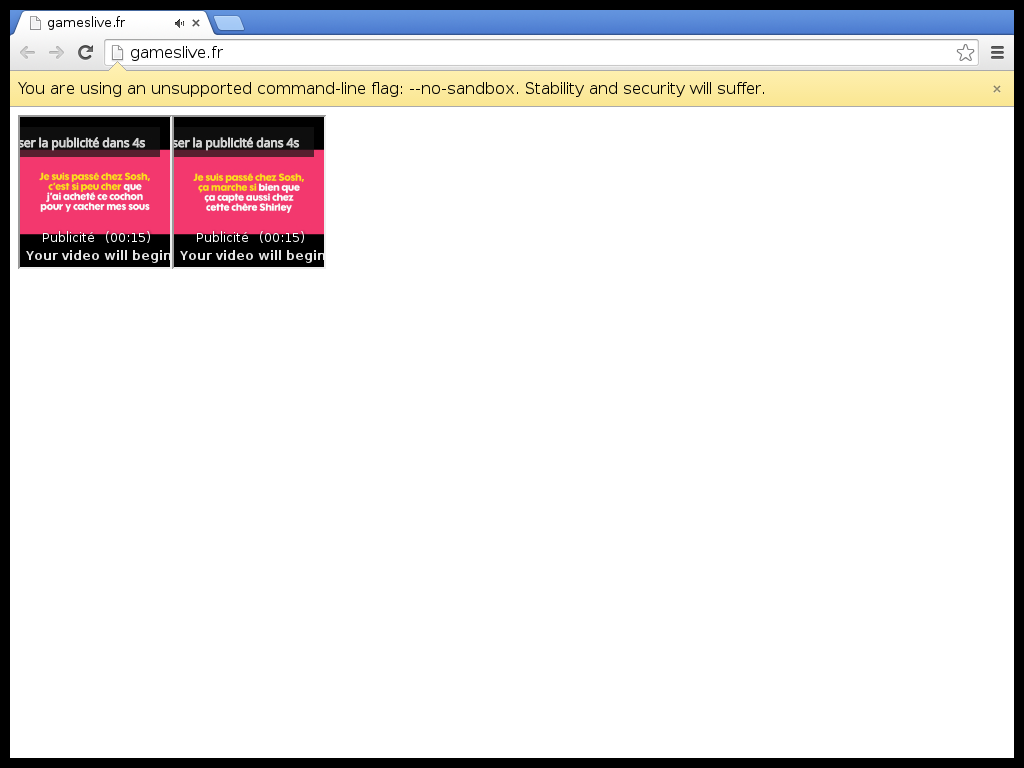 gameslive.fr
gameslive.fr
You are using an unsupported command-line flag: --no-sandbox. Stability and security will suffer.
ser la publicité dans 4s
Je suis passé chez Sosh,
c'est si peu cher que
j'ai acheté ce cochon
pour y cacher mes sous
Publicité (00:15)
Your video will begin
ser la publicité dans 4s
Je suis passé chez Sosh,
ça marche si bien que
ça capte aussi chez
cette chère Shirley
Publicité (00:15)
Your video will begin